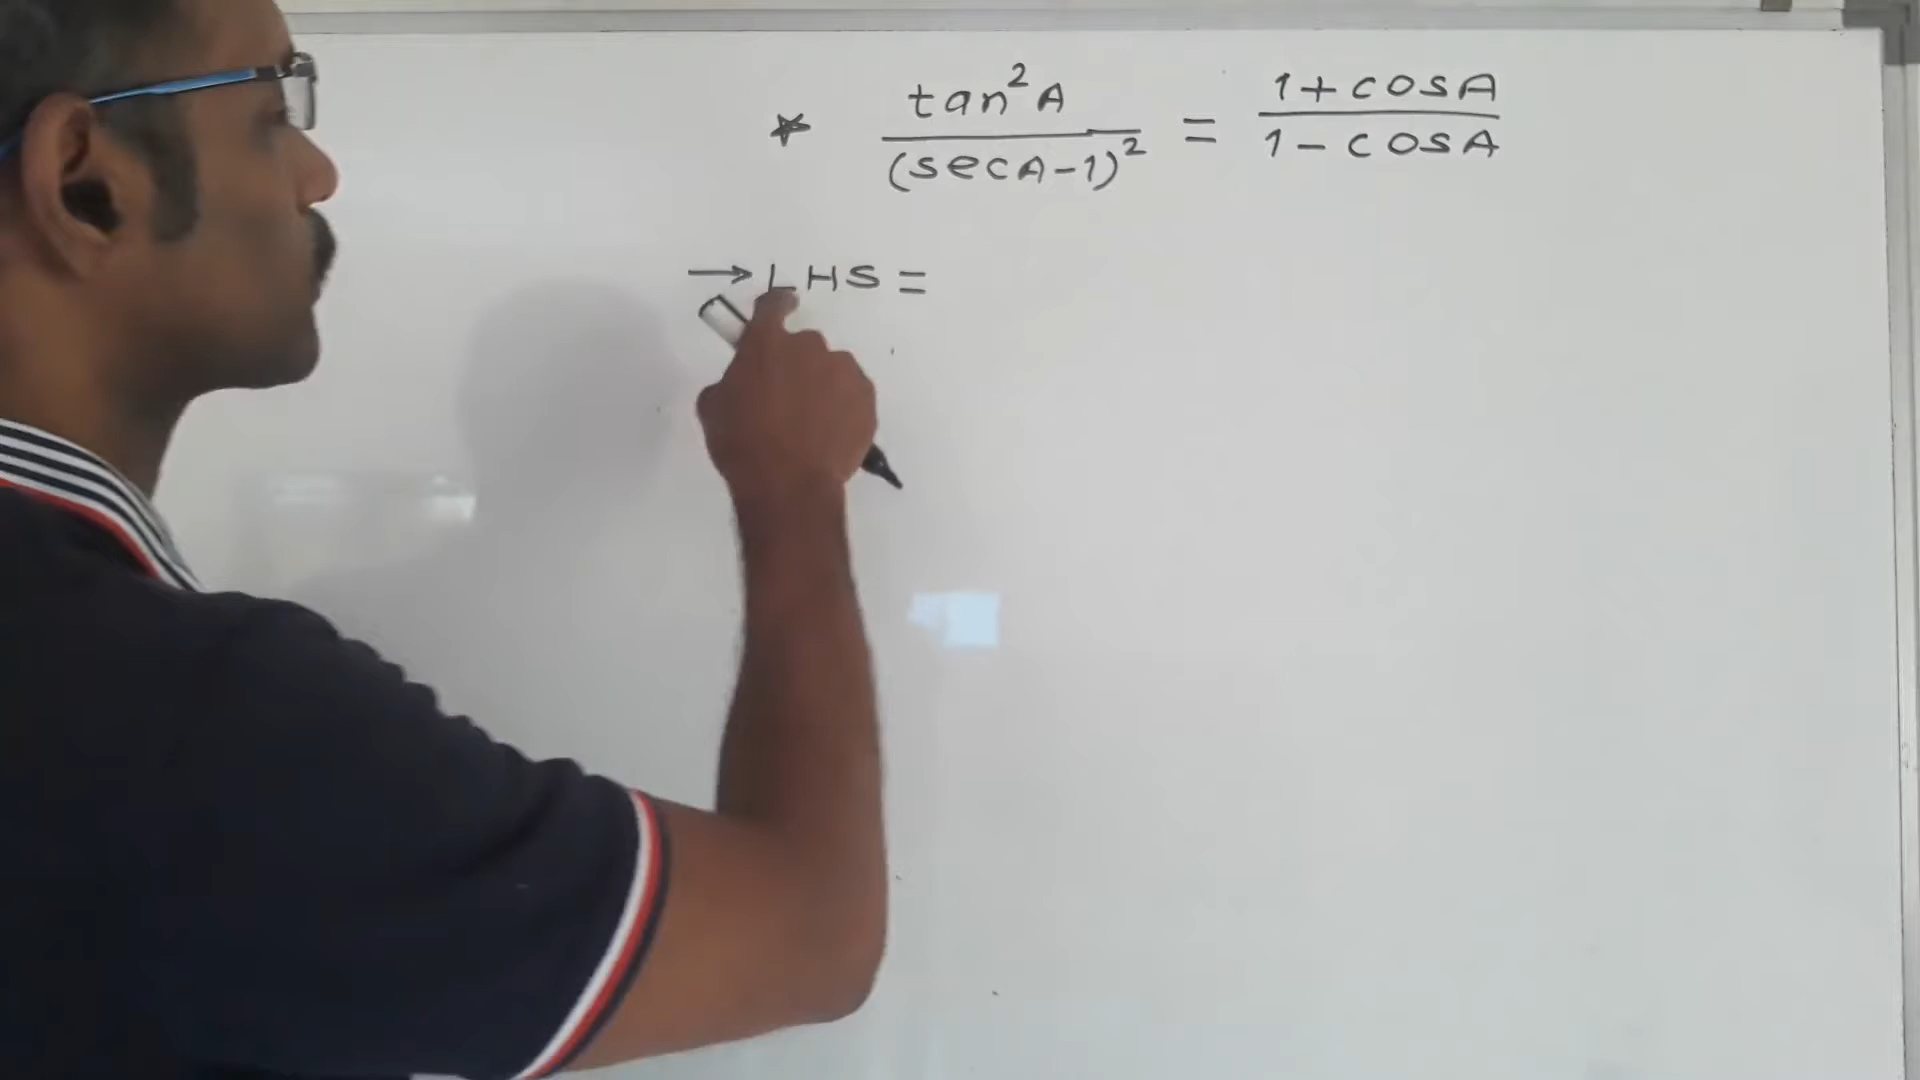 * tan²A / (secA-1)² = 1+cosA / 1-cosA
→ LHS =